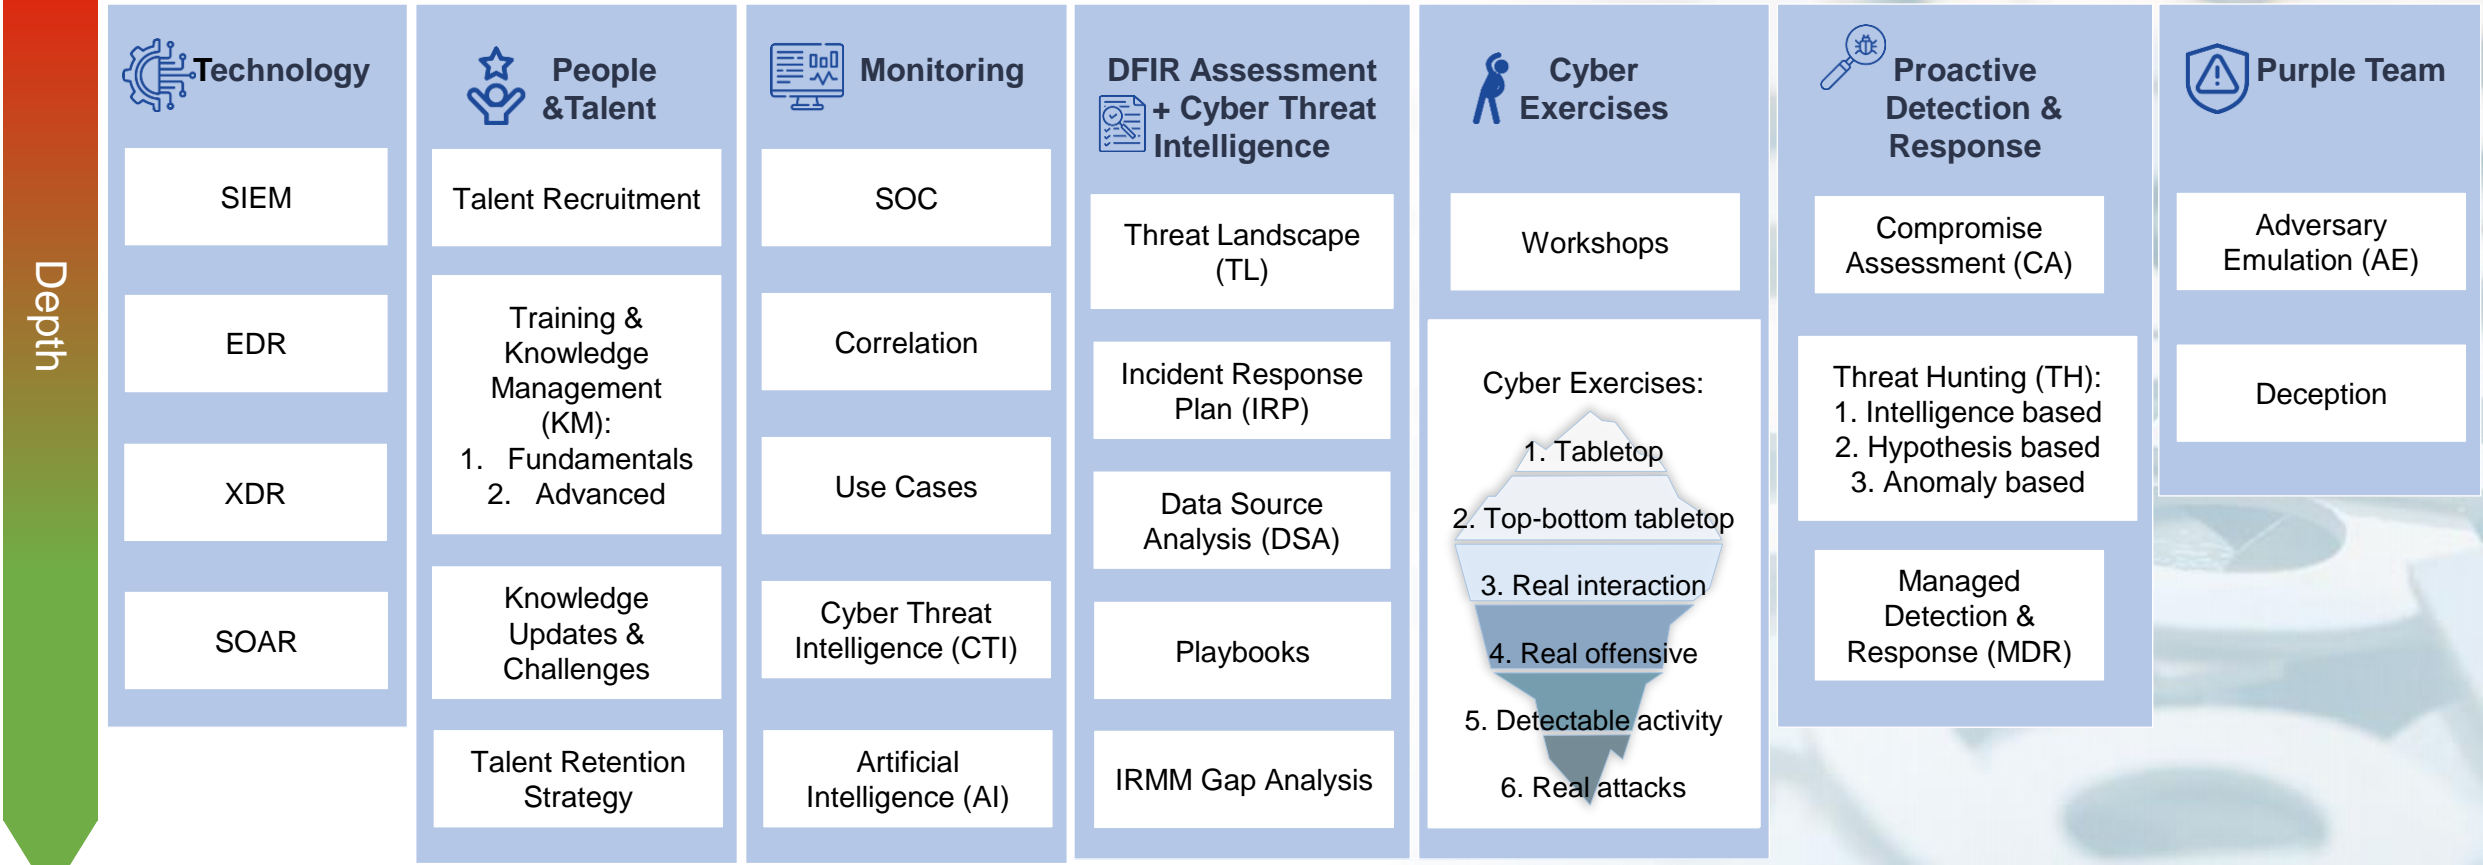 Depth
Technology
SIEM
EDR
XDR
SOAR
People
&Talent
Talent Recruitment
Training &
Knowledge
Management
(KM):
1. Fundamentals
2. Advanced
Knowledge
Updates &
Challenges
Talent Retention
Strategy
Monitoring
SOC
Correlation
Use Cases
Cyber Threat
Intelligence (CTI)
Artificial
Intelligence (AI)
DFIR Assessment
+ Cyber Threat
Intelligence
Threat Landscape
(TL)
Incident Response
Plan (IRP)
Data Source
Analysis (DSA)
Playbooks
IRMM Gap Analysis
Cyber
Exercises
Workshops
Cyber Exercises:
1. Tabletop
2. Top-bottom tabletop
3. Real interaction
4. Real offensive
5. Detectable activity
6. Real attacks
Proactive
Detection &
Response
Compromise
Assessment (CA)
Threat Hunting (TH):
1. Intelligence based
2. Hypothesis based
3. Anomaly based
Managed
Detection &
Response (MDR)
Purple Team
Adversary
Emulation (AE)
Deception